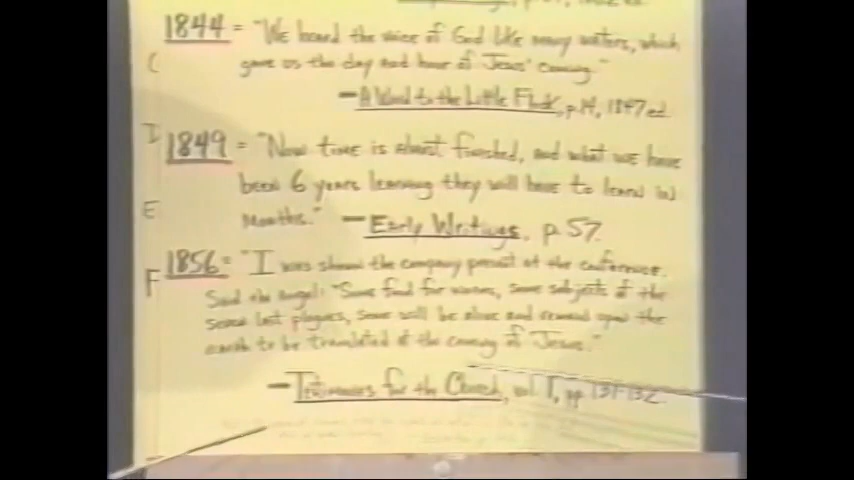 1844 = "We heard the voice of God like many waters, which
gave us the day and hour of Jesus' coming."
— A Word to the Little Flock, p.14, 1847 ed.
1849 = "Now time is almost finished, and what we have
been 6 years learning they will have to learn in
Months." — Early Writings, p.57.
1856 = "I was shown the company present at the conference.
Said the angel: "Some food for worms, some subjects of the
seven last plagues, some will be alive and remain upon the
earth to be translated at the coming of Jesus."
— Testimonies for the Church, vol. 1, pp. 131-132
C
I
E
F